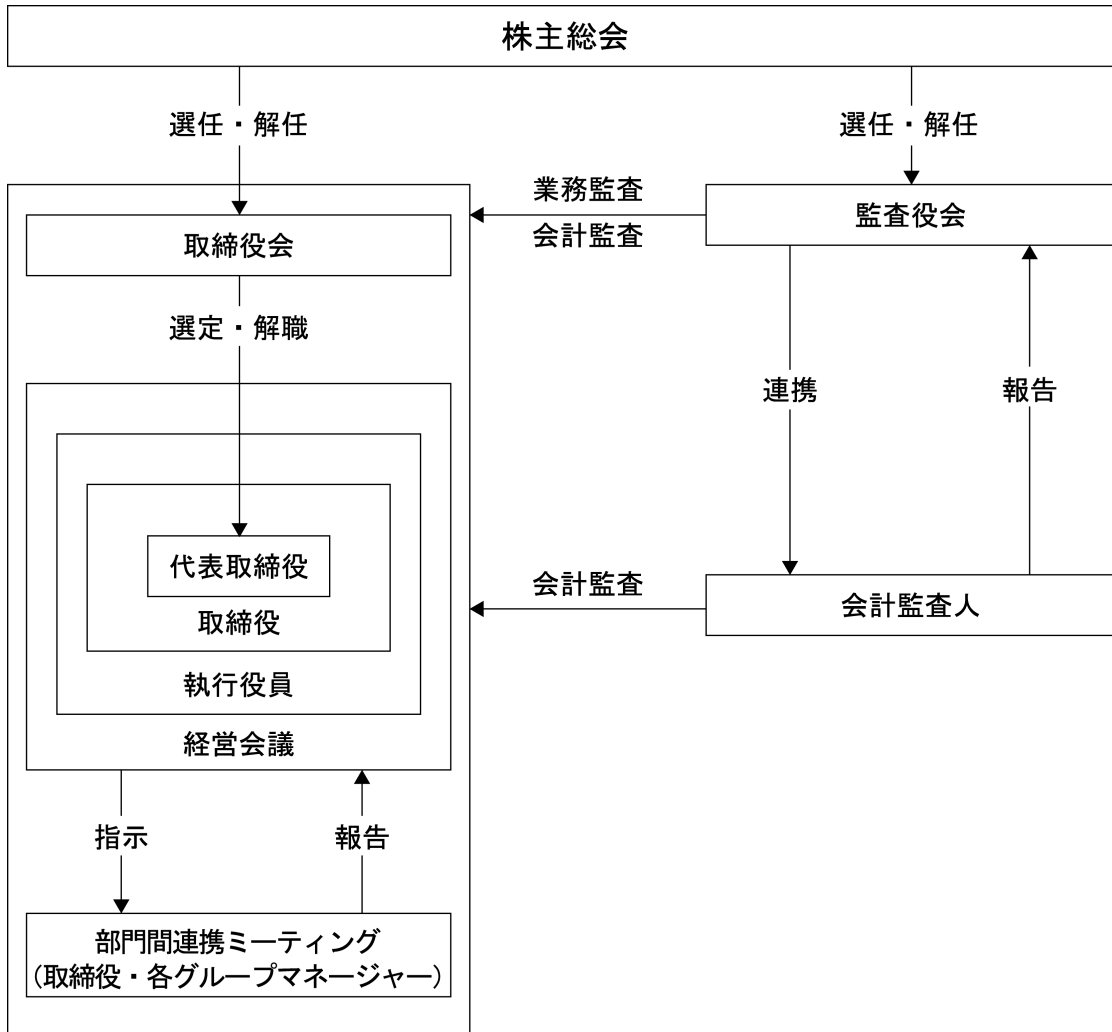 株主総会
選任・解任
選任・解任
業務監査
会計監査
監査役会
取締役会
選定・解職
連携
報告
代表取締役
取締役
執行役員
経営会議
会計監査
会計監査人
指示
報告
部門間連携ミーティング
(取締役・各グループマネージャー)